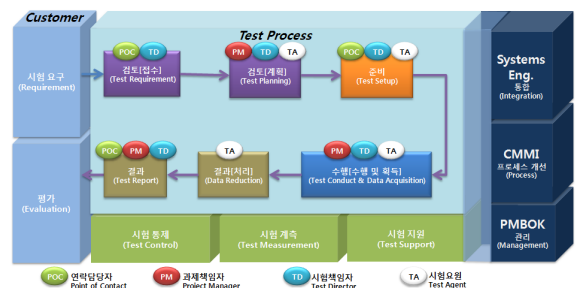 Customer
Test Process
POC
TD
PM
TD
TA
POC
TD
TA
시험 요구
(Requirement)
검토[접수]
(Test Requirement)
검토[계획]
(Test Planning)
준비
(Test Setup)
Systems
Eng.
통합
(Integration)
POC
PM
TD
TA
PM
TD
TA
평가
(Evaluation)
결과
(Test Report)
결과[처리]
(Data Reduction)
수행[수행 및 획득]
(Test Conduct & Data Acquisition)
CMMI
프로세스 개선
(Process)
시험 통제
(Test Control)
시험 계측
(Test Measurement)
시험 지원
(Test Support)
PMBOK
관리
(Management)
POC
연락담당자
Point of Contact
PM
과제책임자
Project Manager
TD
시험책임자
Test Director
TA
시험요원
Test Agent